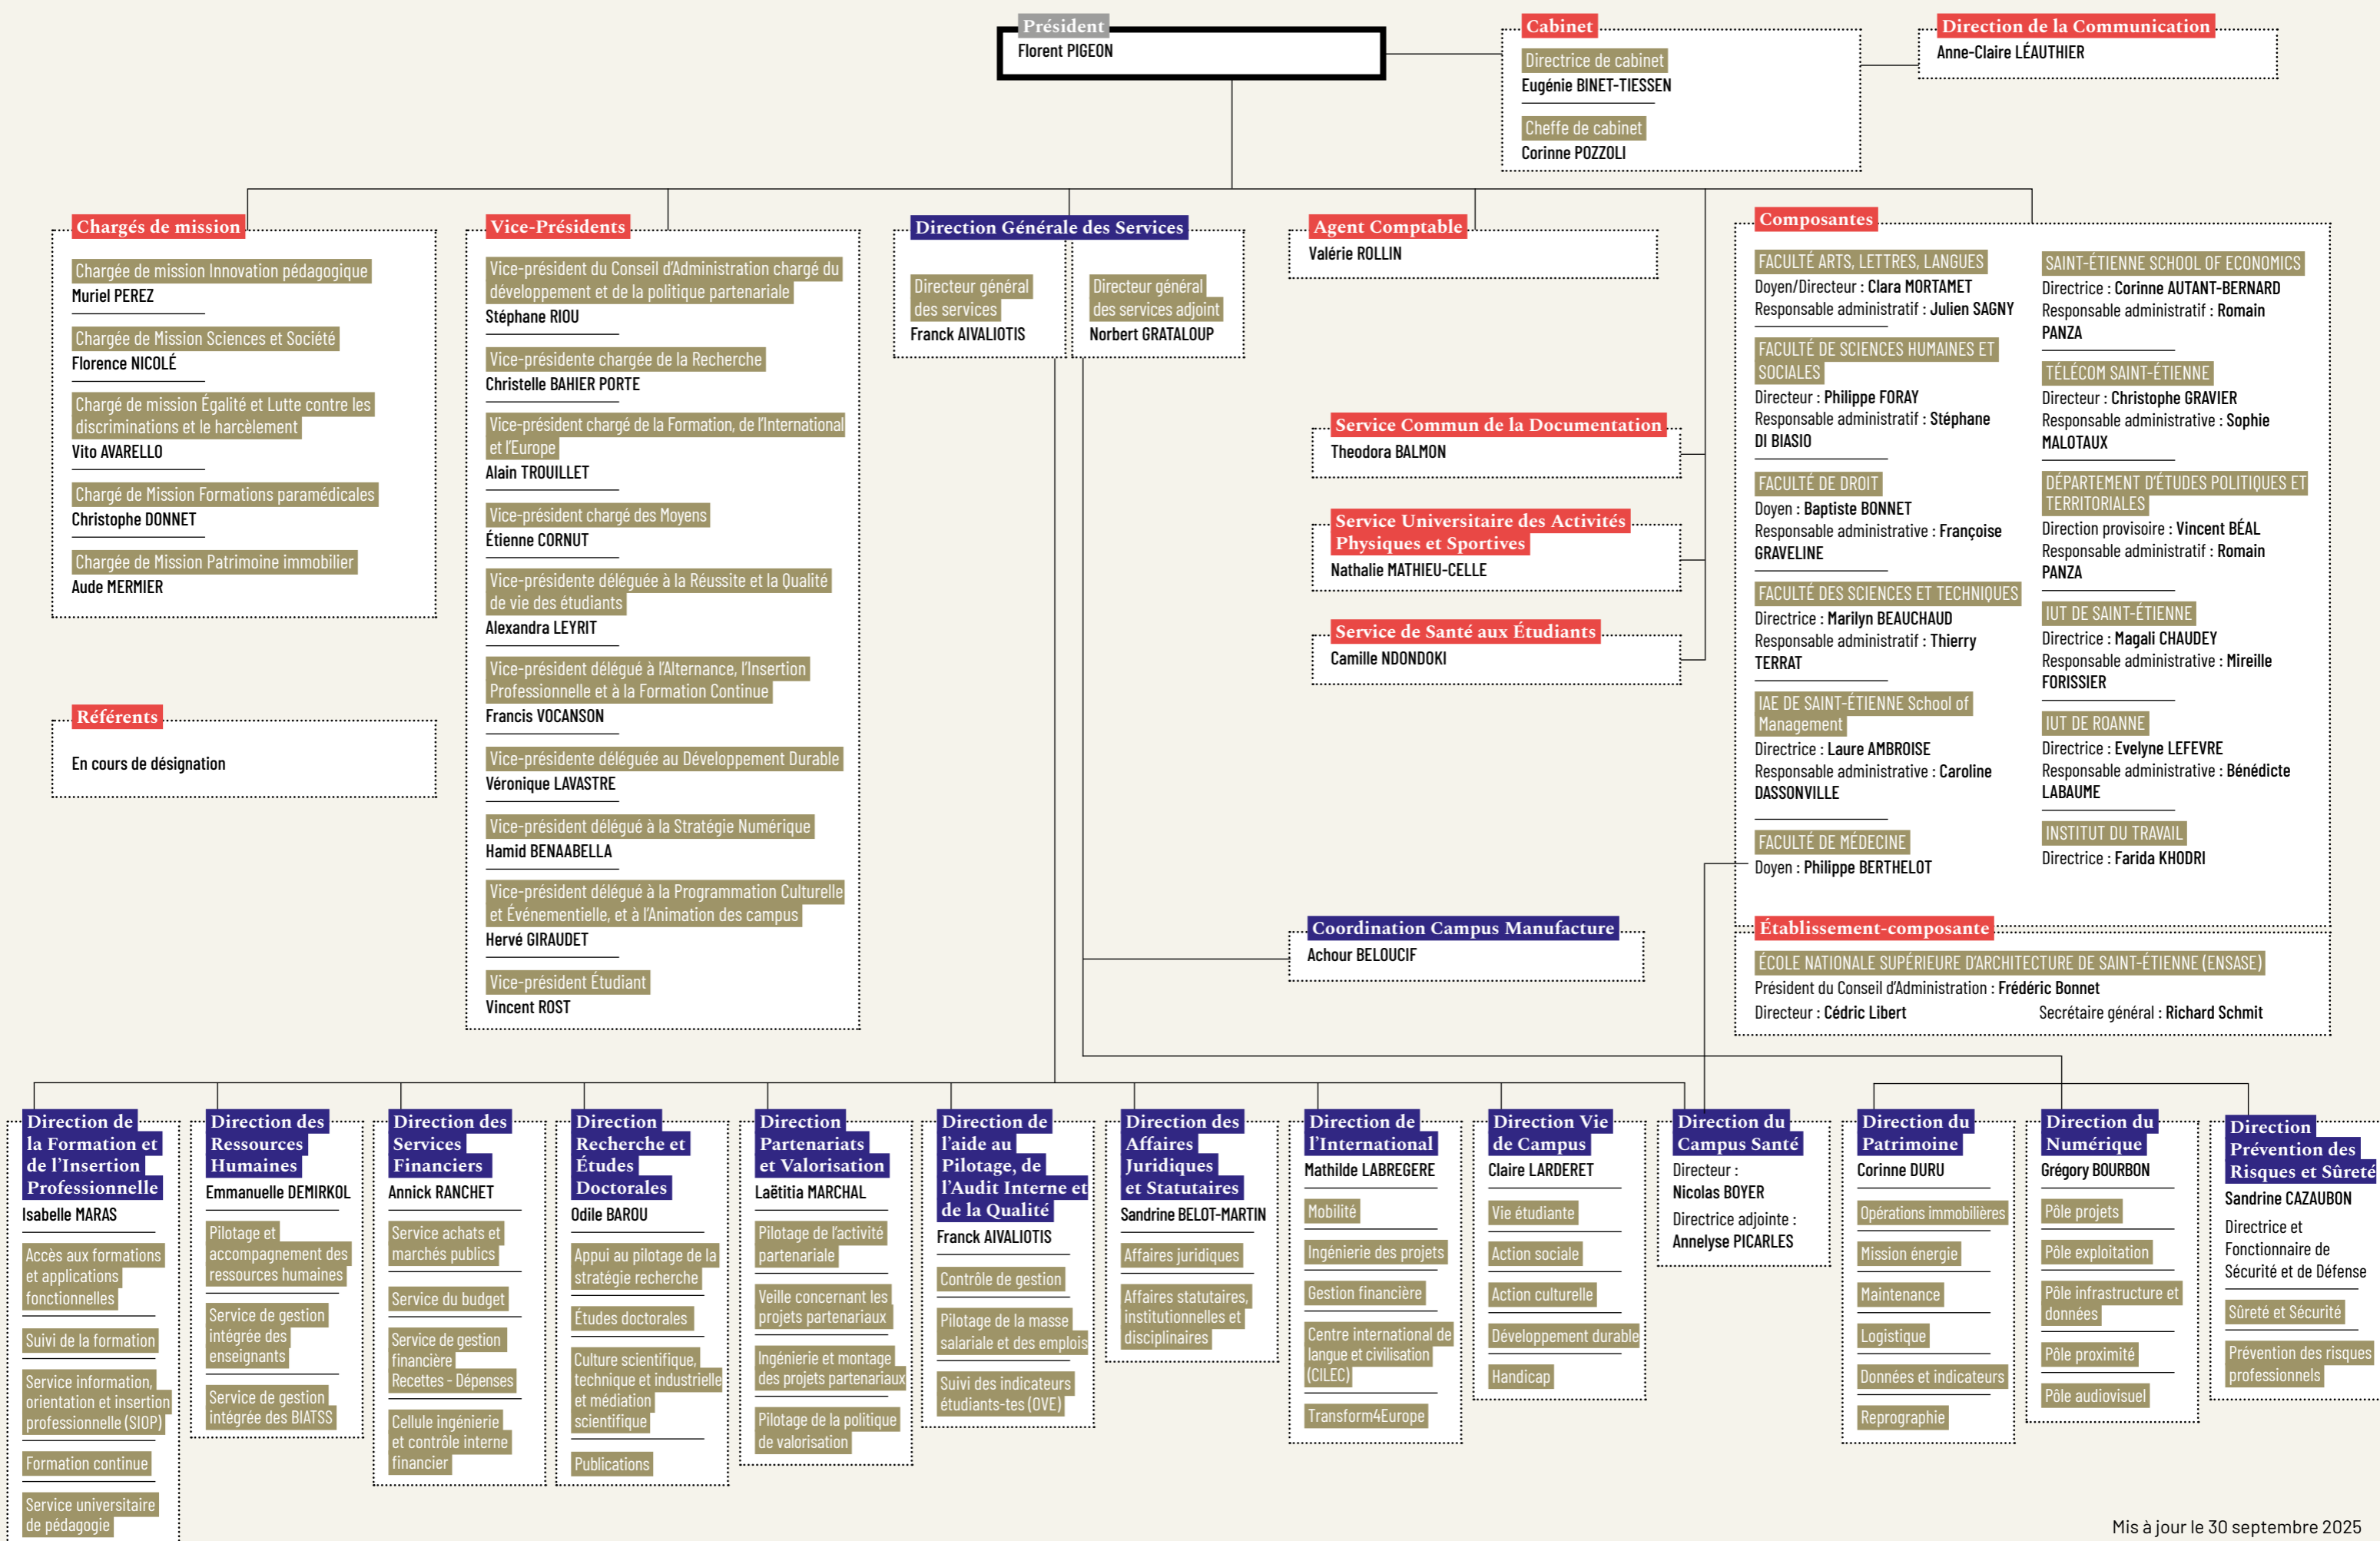 Président
Florent PIGEON
Cabinet
Directrice de cabinet
Eugénie BINET-TIESSEN
Cheffe de cabinet
Corinne POZZOLI
Direction de la Communication
Anne-Claire LÉAUTHIER
Chargés de mission
Chargée de mission Innovation pédagogique
Muriel PEREZ
Chargée de Mission Sciences et Société
Florence NICOLÉ
Chargé de mission Égalité et Lutte contre les
discriminations et le harcèlement
Vito AVARELLO
Chargé de Mission Formations paramédicales
Christophe DONNET
Chargée de Mission Patrimoine immobilier
Aude MERMIER
Référents
En cours de désignation
Vice-Présidents
Vice-président du Conseil d'Administration chargé du
développement et de la politique partenariale
Stéphane RIOU
Vice-présidente chargée de la Recherche
Christelle BAHIER PORTE
Vice-président chargé de la Formation, de l'International
et l'Europe
Alain TROUILLET
Vice-président chargé des Moyens
Étienne CORNUT
Vice-présidente déléguée à la Réussite et la Qualité
de vie des étudiants
Alexandra LEYRIT
Vice-président délégué à l'Alternance, l'Insertion
Professionnelle et à la Formation Continue
Francis VOCANSON
Vice-présidente déléguée au Développement Durable
Véronique LAVASTRE
Vice-président délégué à la Stratégie Numérique
Hamid BENAABELLA
Vice-président délégué à la Programmation Culturelle
et Événementielle, et à l'Animation des campus
Hervé GIRAUDET
Vice-président Étudiant
Vincent ROST
Direction Générale des Services
Directeur général
des services
Franck AIVALIOTIS
Directeur général
des services adjoint
Norbert GRATALOUP
Agent Comptable
Valérie ROLLIN
Service Commun de la Documentation
Theodora BALMON
Service Universitaire des Activités
Physiques et Sportives
Nathalie MATHIEU-CELLE
Service de Santé aux Étudiants
Camille NDONDOKI
Coordination Campus Manufacture
Achour BELOUCIF
Composantes
FACULTÉ ARTS, LETTRES, LANGUES
Doyen/Directeur : Clara MORTAMET
Responsable administratif : Julien SAGNY
FACULTÉ DE SCIENCES HUMAINES ET
SOCIALES
Directeur : Philippe FORAY
Responsable administratif : Stéphane
DI BIASIO
FACULTÉ DE DROIT
Doyen : Baptiste BONNET
Responsable administrative : Françoise
GRAVELINE
FACULTÉ DES SCIENCES ET TECHNIQUES
Directrice : Marilyn BEAUCHAUD
Responsable administratif : Thierry
TERRAT
IAE DE SAINT-ÉTIENNE School of
Management
Directrice : Laure AMBROISE
Responsable administrative : Caroline
DASSONVILLE
FACULTÉ DE MÉDECINE
Doyen : Philippe BERTHELOT
SAINT-ÉTIENNE SCHOOL OF ECONOMICS
Directrice : Corinne AUTANT-BERNARD
Responsable administratif : Romain
PANZA
TÉLÉCOM SAINT-ÉTIENNE
Directeur : Christophe GRAVIER
Responsable administrative : Sophie
MALOTAUX
DÉPARTEMENT D'ÉTUDES POLITIQUES ET
TERRITORIALES
Direction provisoire : Vincent BÉAL
Responsable administratif : Romain
PANZA
IUT DE SAINT-ÉTIENNE
Directrice : Magali CHAUDEY
Responsable administrative : Mireille
FORISSIER
IUT DE ROANNE
Directrice : Evelyne LEFEVRE
Responsable administrative : Bénédicte
LABAUME
INSTITUT DU TRAVAIL
Directrice : Farida KHODRI
Établissement-composante
ÉCOLE NATIONALE SUPÉRIEURE D'ARCHITECTURE DE SAINT-ÉTIENNE (ENSASE)
Président du Conseil d'Administration : Frédéric Bonnet
Directeur : Cédric Libert
Secrétaire général : Richard Schmit
Direction de
la Formation et
de l'Insertion
Professionnelle
Isabelle MARAS
Accès aux formations
et applications
fonctionnelles
Suivi de la formation
Service information,
orientation et insertion
professionnelle (SIOP)
Formation continue
Service universitaire
de pédagogie
Direction des
Ressources
Humaines
Emmanuelle DEMIRKOL
Pilotage et
accompagnement des
ressources humaines
Service de gestion
intégrée des
enseignants
Service de gestion
intégrée des BIATSS
Direction des
Services
Financiers
Annick RANCHET
Service achats et
marchés publics
Service du budget
Service de gestion
financière
Recettes - Dépenses
Cellule ingénierie
et contrôle interne
financier
Direction
Recherche et
Études
Doctorales
Odile BAROU
Appui au pilotage de la
stratégie recherche
Études doctorales
Culture scientifique,
technique et industrielle
et médiation
scientifique
Publications
Direction
Partenariats
et Valorisation
Laëtitia MARCHAL
Pilotage de l'activité
partenariale
Veille concernant les
projets partenariaux
Ingénierie et montage
des projets partenariaux
Pilotage de la politique
de valorisation
Direction de
l'aide au
Pilotage, de
l'Audit Interne et
de la Qualité
Franck AIVALIOTIS
Contrôle de gestion
Pilotage de la masse
salariale et des emplois
Suivi des indicateurs
étudiants-tes (OVE)
Direction des
Affaires
Juridiques
et Statutaires
Sandrine BELOT-MARTIN
Affaires juridiques
Affaires statutaires,
institutionnelles et
disciplinaires
Direction de
l'International
Mathilde LABREGERE
Mobilité
Ingénierie des projets
Gestion financière
Centre international de
langue et civilisation
(CILEC)
Transform4Europe
Direction Vie
de Campus
Claire LARDERET
Vie étudiante
Action sociale
Action culturelle
Développement durable
Handicap
Direction du
Campus Santé
Directeur :
Nicolas BOYER
Directrice adjointe :
Annelyse PICARLES
Direction du
Patrimoine
Corinne DURU
Opérations immobilières
Mission énergie
Maintenance
Logistique
Données et indicateurs
Reprographie
Direction du
Numérique
Grégory BOURBON
Pôle projets
Pôle exploitation
Pôle infrastructure et
données
Pôle proximité
Pôle audiovisuel
Direction
Prévention des
Risques et Sûreté
Sandrine CAZAUBON
Directrice et
Fonctionnaire de
Sécurité et de Défense
Sûreté et Sécurité
Prévention des risques
professionnels
Mis à jour le 30 septembre 2025